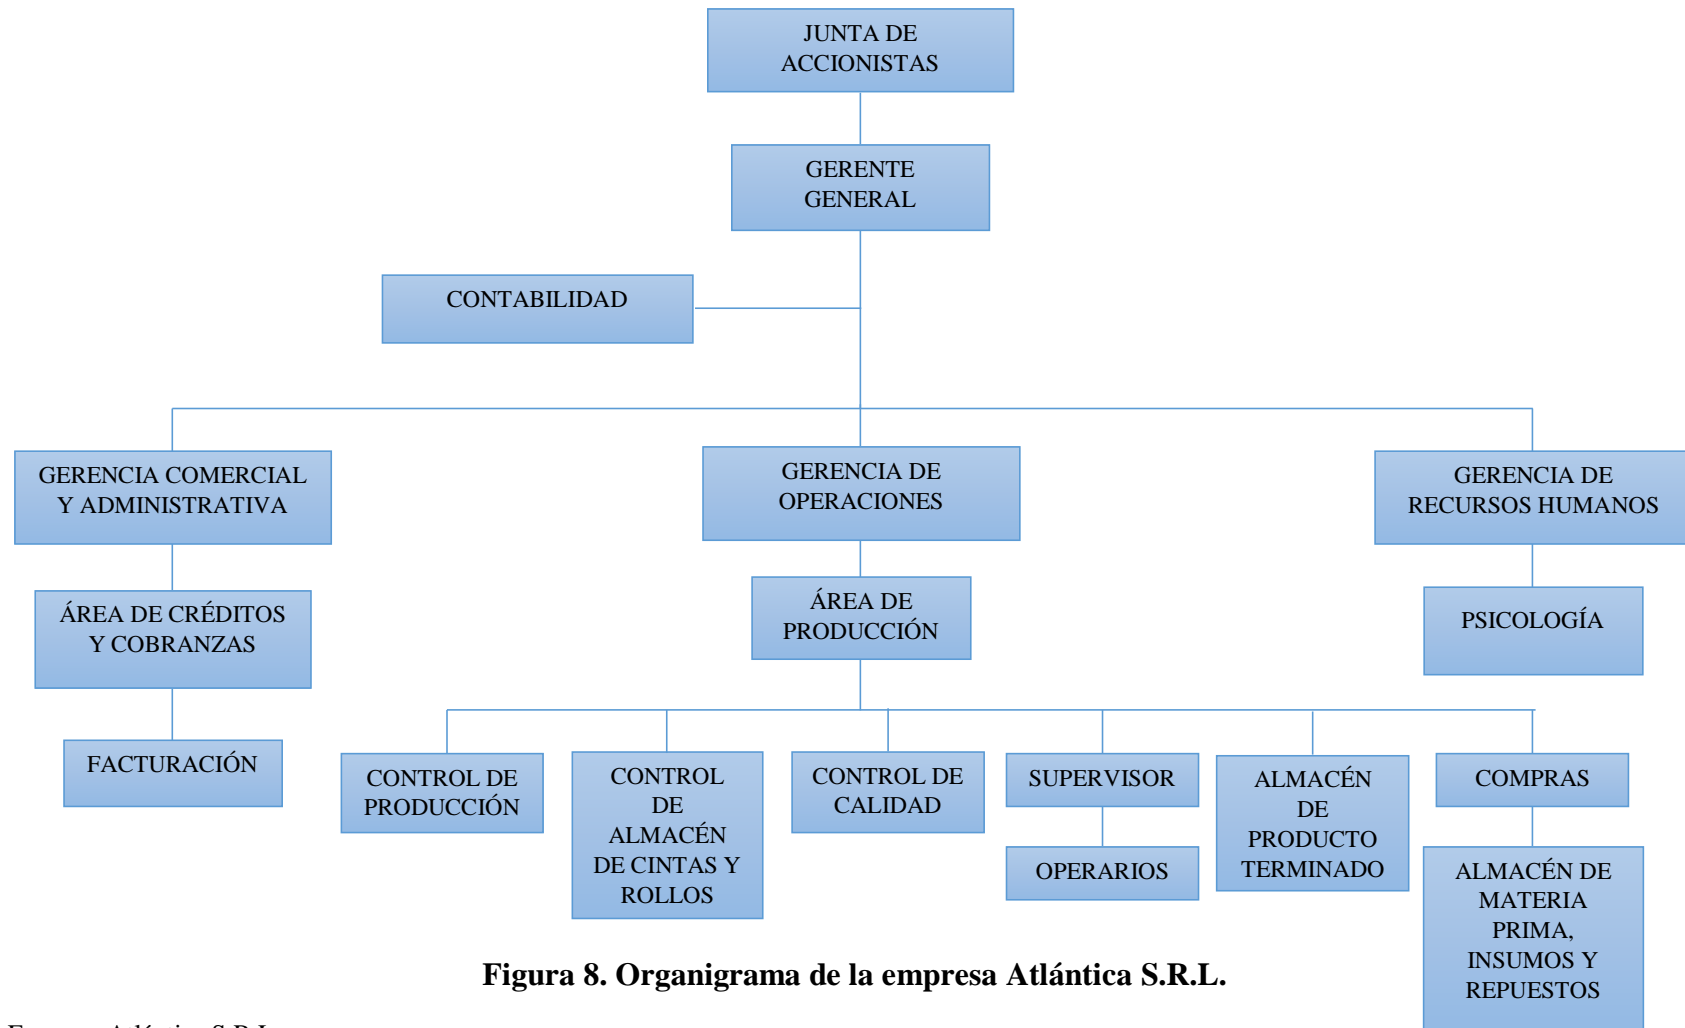 JUNTA DE
ACCIONISTAS
GERENTE
GENERAL
CONTABILIDAD
GERENCIA COMERCIAL
Y ADMINISTRATIVA
GERENCIA DE
OPERACIONES
GERENCIA DE
RECURSOS HUMANOS
ÁREA DE CRÉDITOS
Y COBRANZAS
ÁREA DE
PRODUCCIÓN
PSICOLOGÍA
FACTURACIÓN
CONTROL DE
PRODUCCIÓN
CONTROL
DE
ALMACÉN
DE CINTAS Y
ROLLOS
CONTROL DE
CALIDAD
SUPERVISOR
OPERARIOS
ALMACÉN
DE
PRODUCTO
TERMINADO
COMPRAS
ALMACÉN DE
MATERIA
PRIMA,
INSUMOS Y
REPUESTOS
Figura 8. Organigrama de la empresa Atlántica S.R.L.
Atlántica S.R.L.